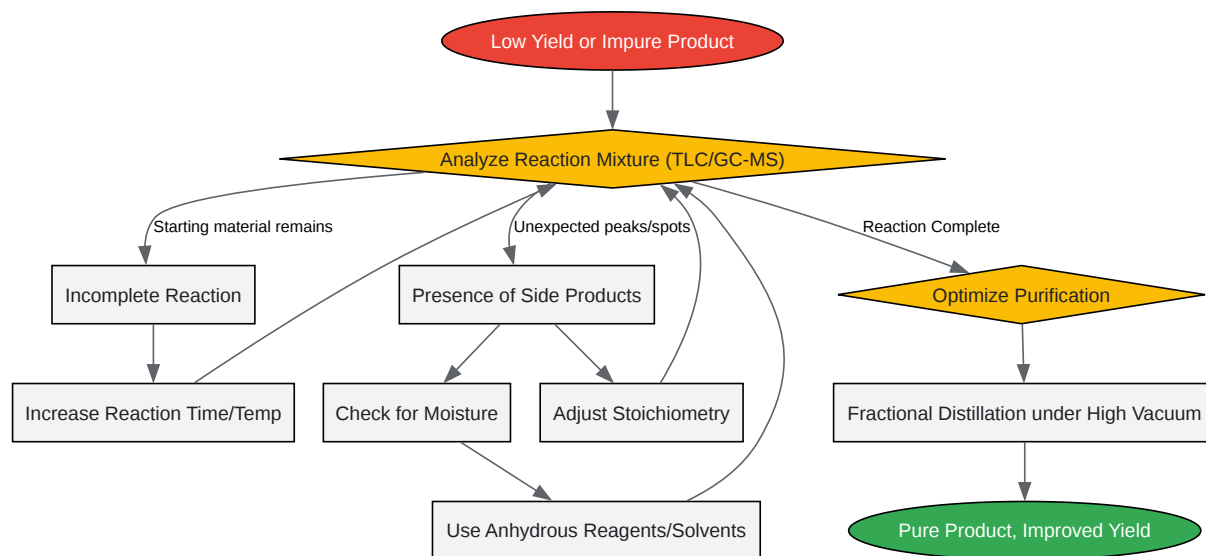 Low Yield or Impure Product
Analyze Reaction Mixture (TLC/GC-MS)
Starting material remains
Unexpected peaks/spots
Reaction Complete
Incomplete Reaction
Presence of Side Products
Optimize Purification
Increase Reaction Time/Temp
Check for Moisture
Adjust Stoichiometry
Fractional Distillation under High Vacuum
Use Anhydrous Reagents/Solvents
Pure Product, Improved Yield